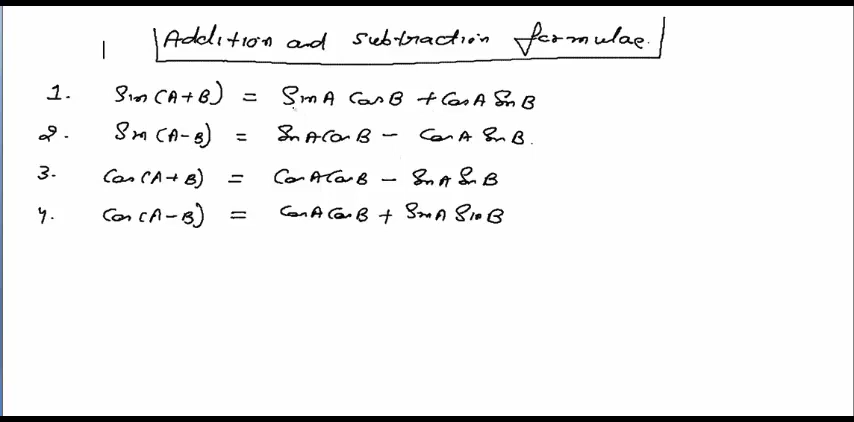 Addition and subtraction formulae.
1. Sin(A+B) = Sin A Cos B + Cos A Sin B
2. Sin(A-B) = Sin A Cos B - Cos A Sin B.
3. Cos(A+B) = Cos A Cos B - Sin A Sin B
4. Cos(A-B) = Cos A Cos B + Sin A Sin B